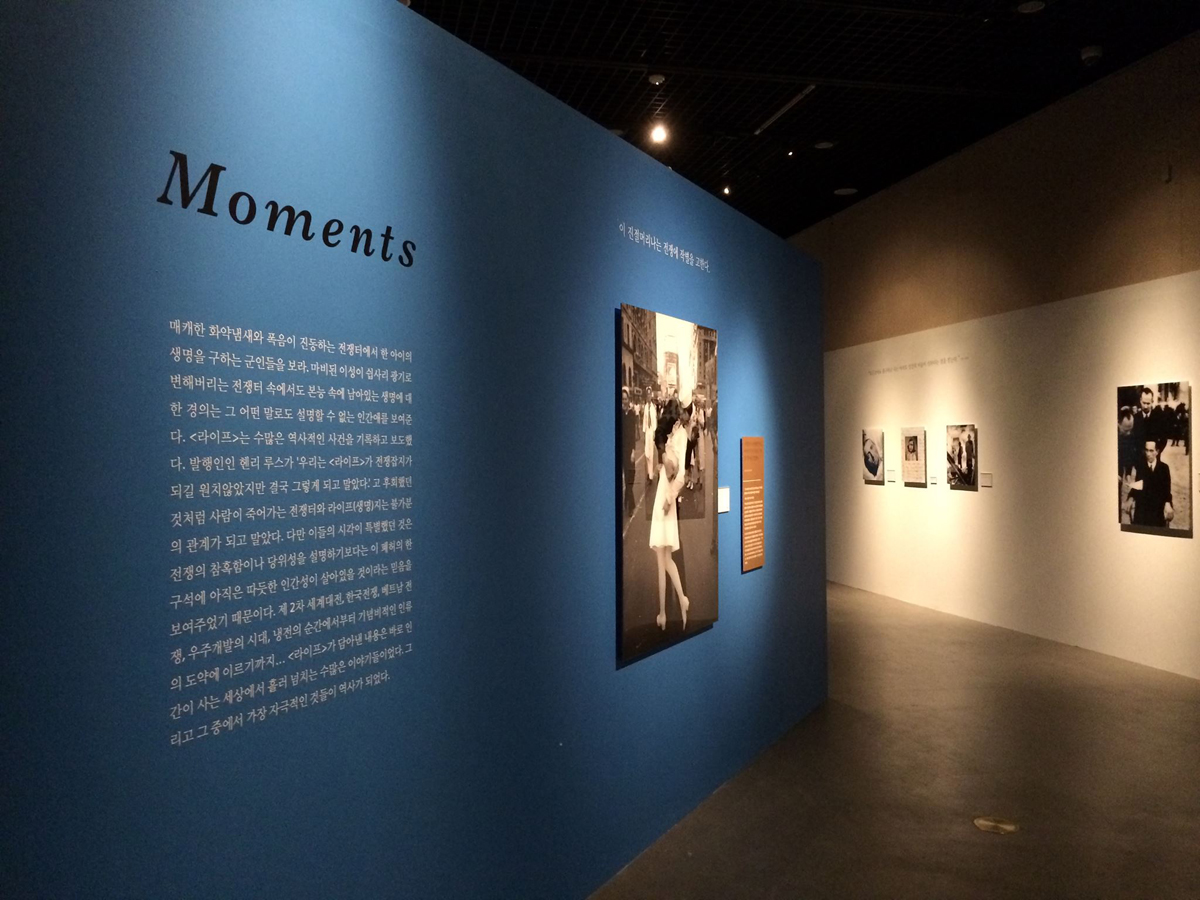 Moments
매캐한 화약냄새와 폭음이 진동하는 전쟁터에서 한 아이의
생명을 구하는 군인들을 보라. 마비된 이성이 쉽사리 광기로
변해버리는 전쟁터 속에서도 본능 속에 남아있는 생명에 대
한 경의는 그 어떤 말로도 설명할 수 없는 인간애를 보여준
다. <라이프>는 수많은 역사적인 사건을 기록하고 보도했
다. 발행인인 헨리 루스가 '우리는 <라이프>가 전쟁잡지가
되길 원치않았지만 결국 그렇게 되고 말았다.'고 후회했던
것처럼 사람이 죽어가는 전쟁터와 라이프(생명)지는 불가분
의 관계가 되고 말았다. 다만 이들의 시각이 특별했던 것은
전쟁의 참혹함이나 당위성을 설명하기보다는 이 폐허의 한
구석에 아직은 따듯한 인간성이 살아있을 것이라는 믿음을
보여주었기 때문이다. 제 2차 세계대전, 한국전쟁, 베트남 전
쟁, 우주개발의 시대, 냉전의 순간에서부터 기념비적인 인류
의 도약에 이르기까지... <라이프>가 담아낸 내용은 바로 인
간이 사는 세상에서 흘러 넘치는 수많은 이야기들이었다. 그
리고 그 중에서 가장 자극적인 것들이 역사가 되었다.
이 진절머리나는 전쟁에 작별을 고한다.